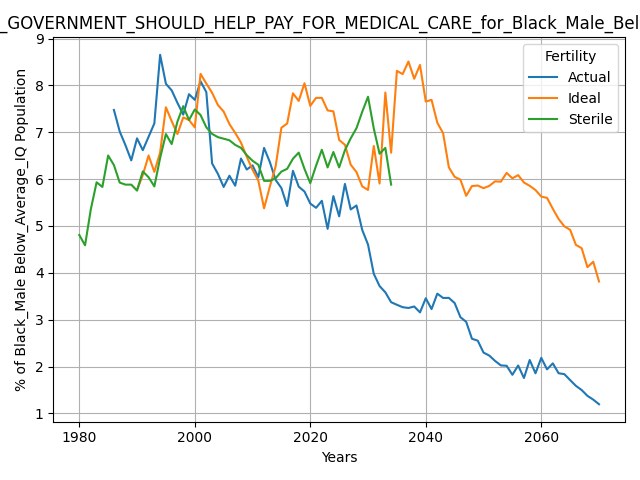 _GOVERNMENT_SHOULD_HELP_PAY_FOR_MEDICAL_CARE_for_Black_Male_Bel
% of Black_Male Below_Average_IQ Population
9
8
7
6
5
4
3
2
1
1980 2000 2020 2040 2060
Years
Fertility
Actual
Ideal
Sterile